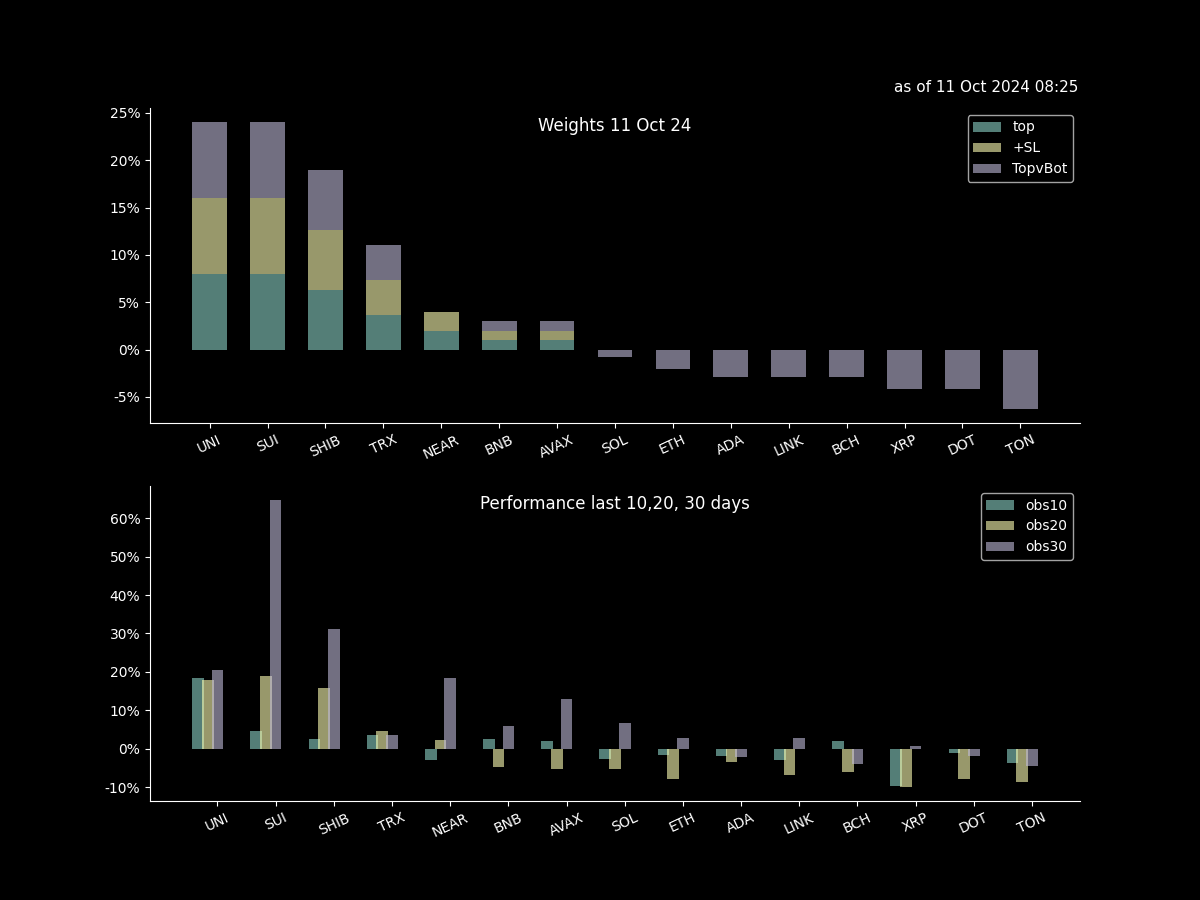 as of 11 Oct 2024 08:25
Weights 11 Oct 24
top
+SL
TopvBot
25%
20%
15%
10%
5%
0%
-5%
UNI SUI SHIB TRX NEAR BNB AVAX SOL ETH ADA LINK BCH XRP DOT TON
Performance last 10,20, 30 days
obs10
obs20
obs30
60%
50%
40%
30%
20%
10%
0%
-10%
UNI SUI SHIB TRX NEAR BNB AVAX SOL ETH ADA LINK BCH XRP DOT TON